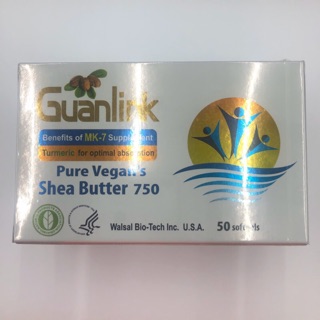 Guanlink
Benefits of MK-7 Supplement
Turmeric for optimal absorption
Pure Vegan's
Shea Butter 750
Walsal Bio-Tech Inc. U.S.A.
50 softgels